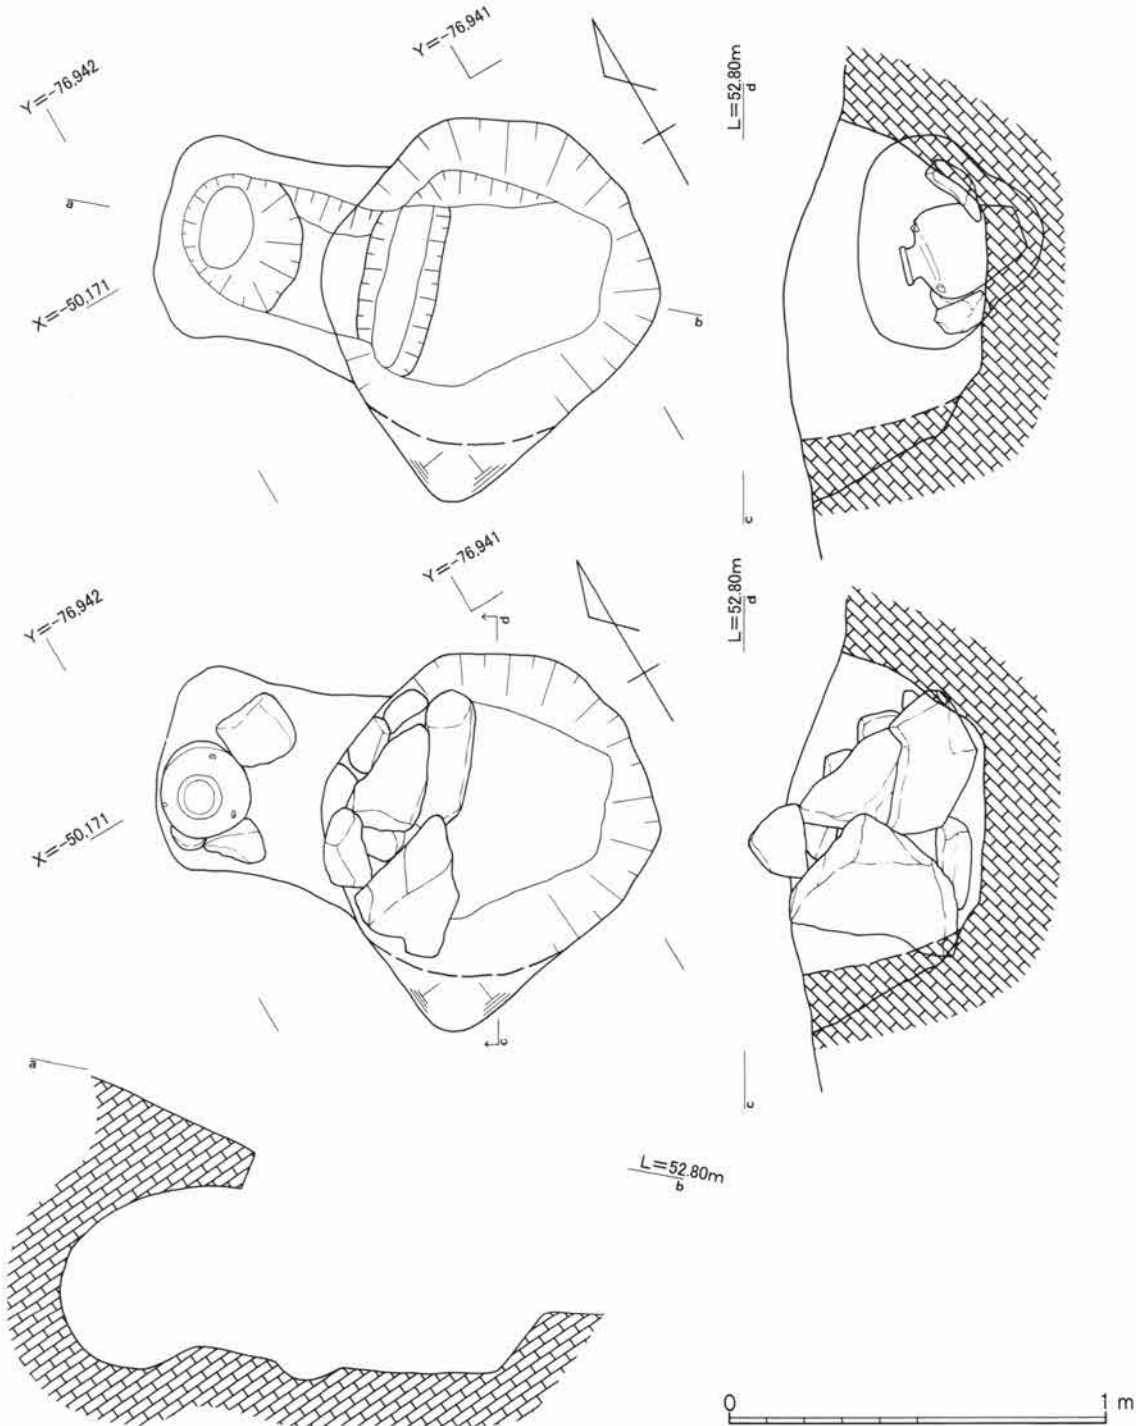 Y=-76,941
Y=-76,942
a
X=-50,171
b
L=52.80m
d
c
Y=-76,941
Y=-76,942
d
X=-50,171
c
L=52.80m
d
c
a
L=52.80m
b
0 1 m